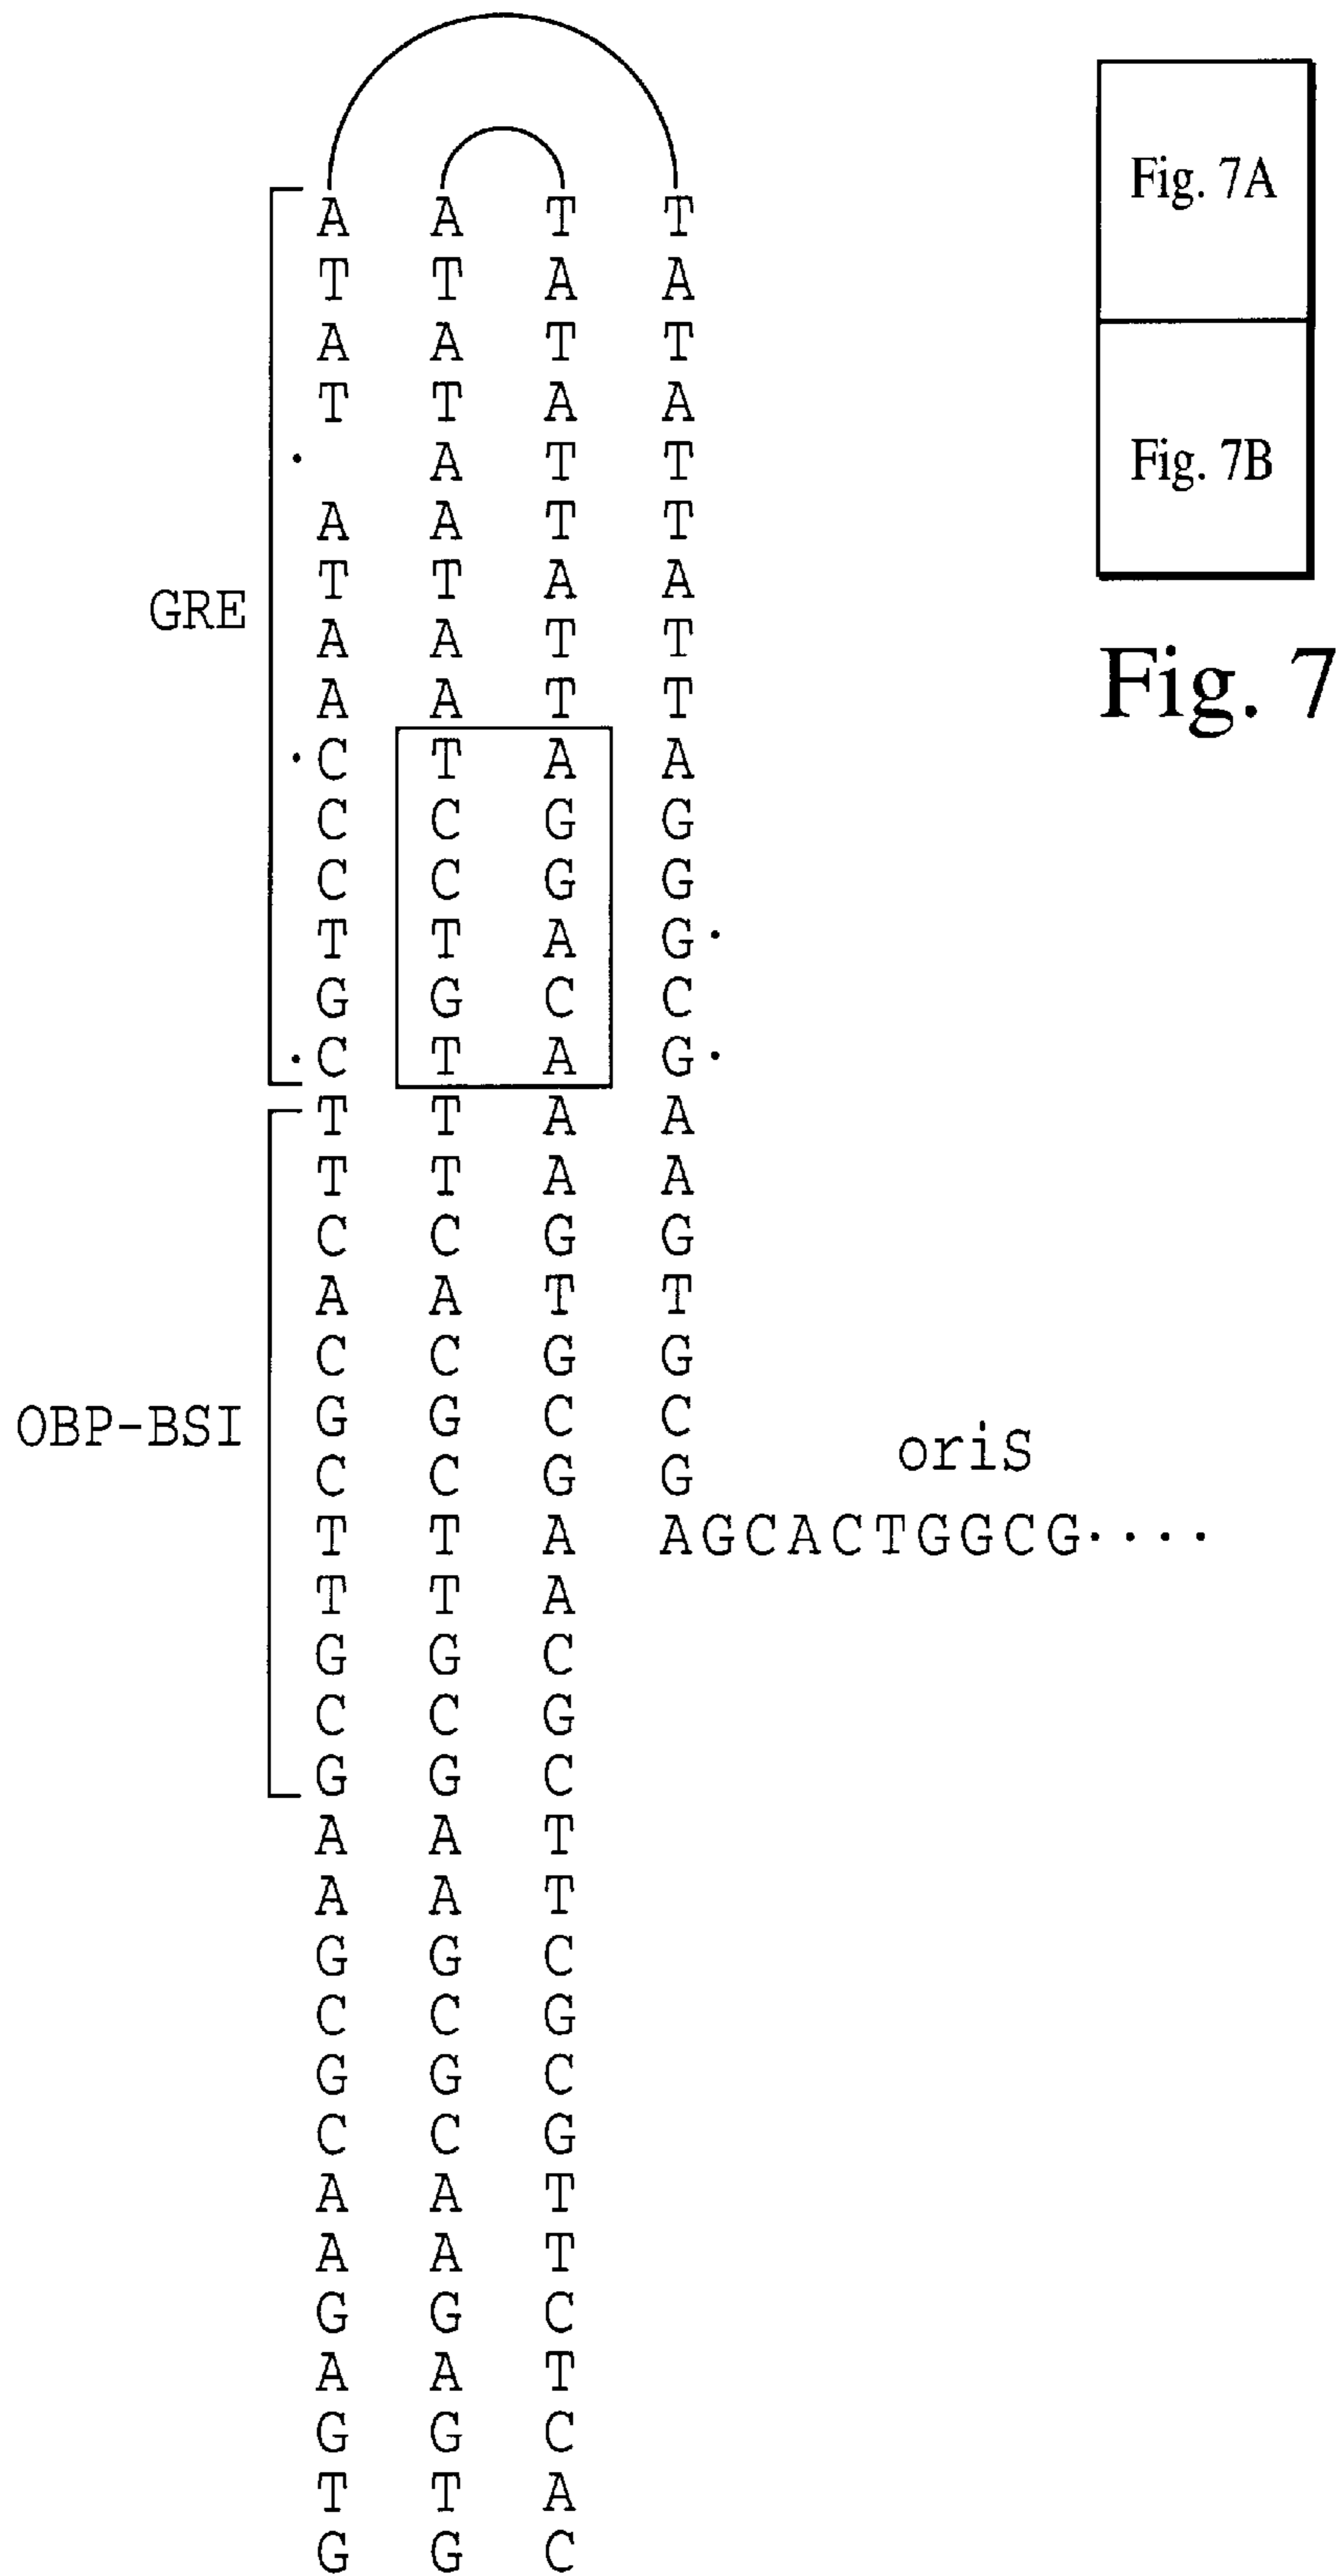 A A T T
T T A A
A A T T
T T A A
· A T T
A A T T
T T A A
A A T T
A A T T
· C T A A
C C G G
C C G G
T T A G ·
G G C C
· C T A G ·
T T A A
T T A A
C C G G
A A T T
C C G G
G G C C
C C G G
T T A AGCACTGGCG····
T T A
G G C
C C G
G G C
A A T
A A T
G G C
C C G
G G C
C C G
A A T
A A T
G G C
A A T
G G C
T T A
G G C
GRE
OBP-BSI
oriS
Fig. 7A
Fig. 7B
Fig. 7